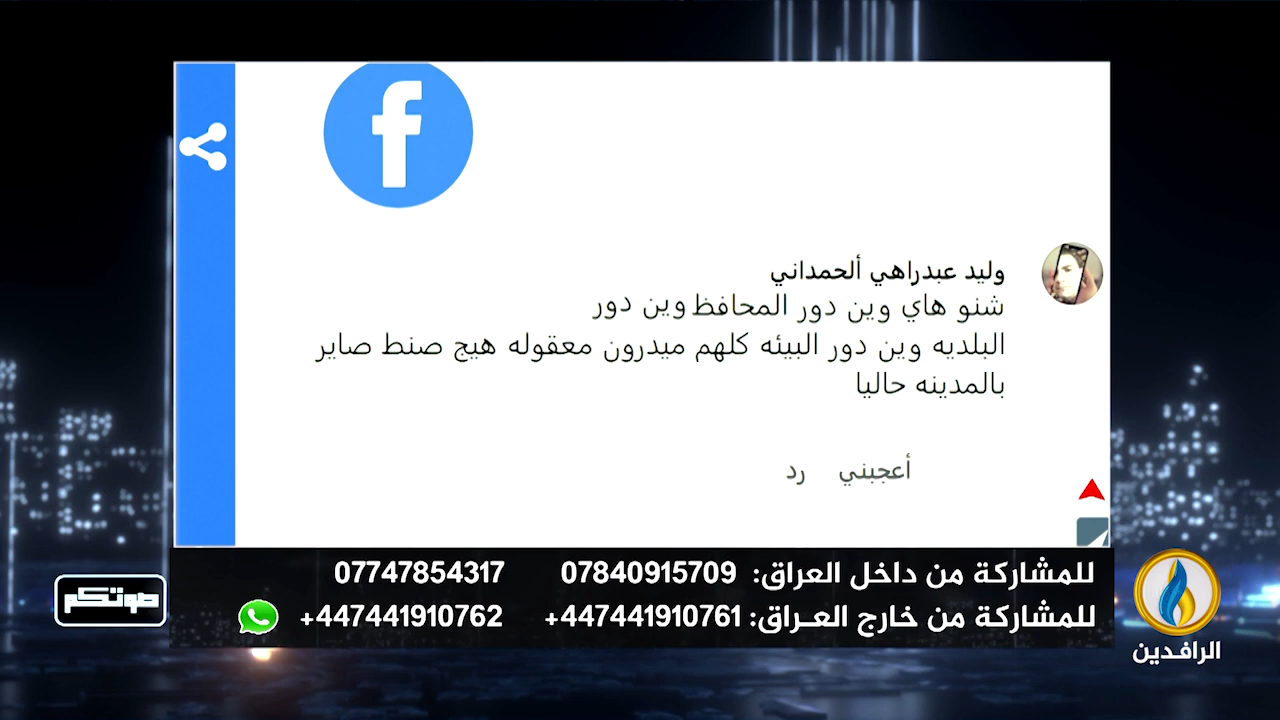 f
وليد عبدراهي ألحمداني
شنو هاي وين دور المحافظ وين دور
البلديه وين دور البيئه كلهم ميدرون معقوله هيج صنط صاير
بالمدينه حاليا
أعجبني رد
للمشاركة من داخل العراق: 07840915709 07747854317
للمشاركة من خارج العـراق: 447441910761+ 447441910762+
صوتكم
الرافدين